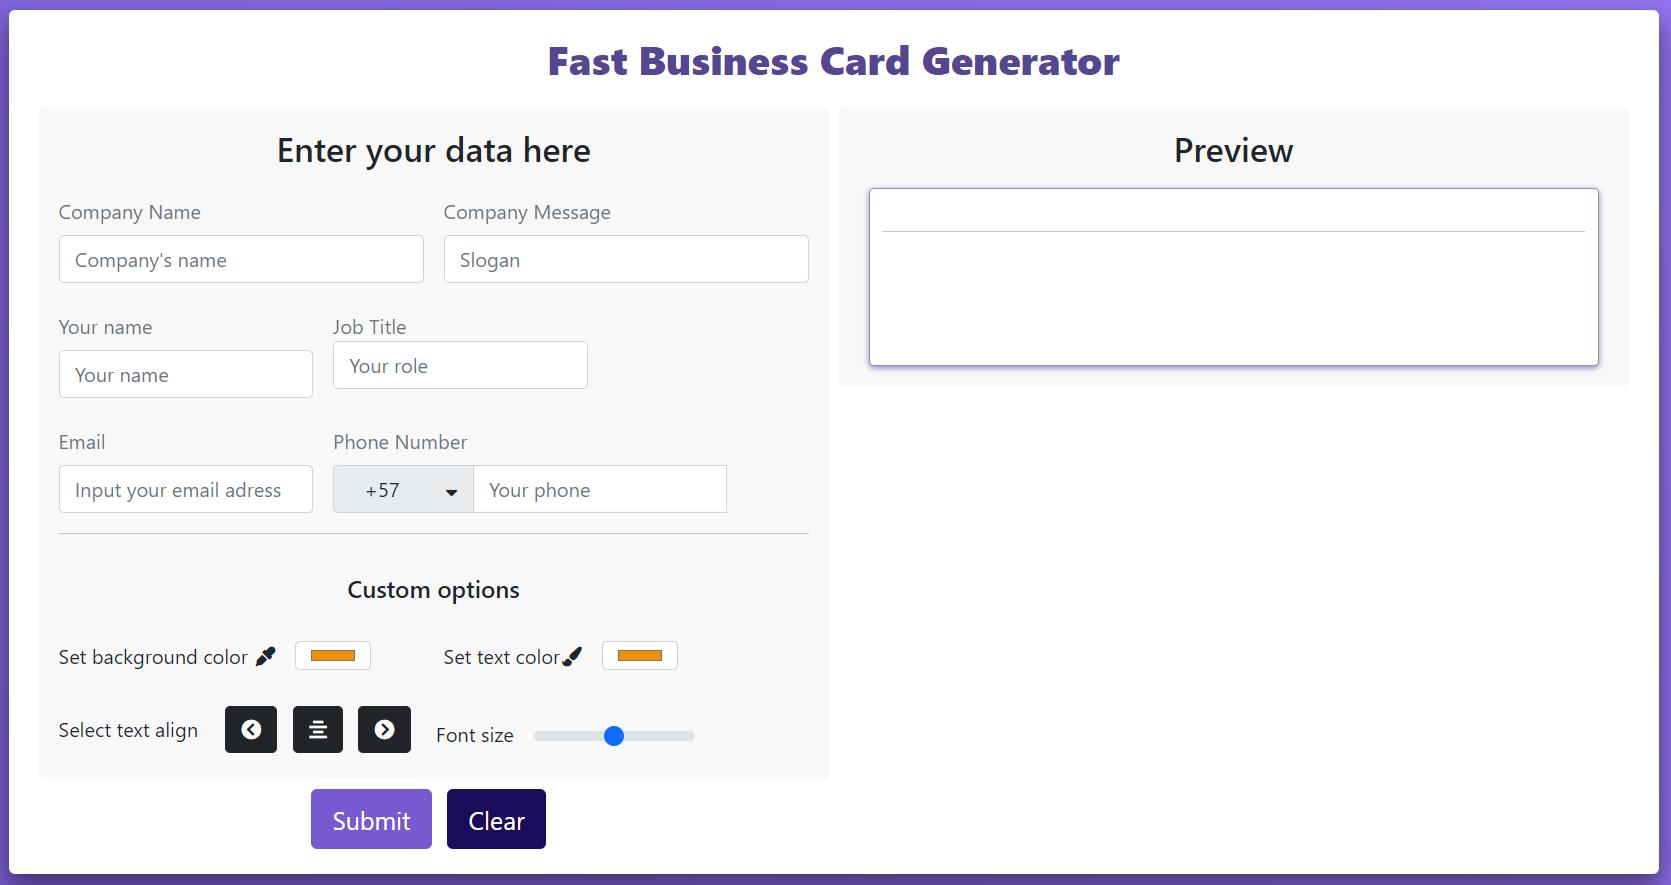 Fast Business Card Generator
Enter your data here
Company Name
Company Message
Company's name
Slogan
Your name
Job Title
Your name
Your role
Email
Phone Number
Input your email adress
+57
Your phone
Custom options
Set background color
Set text color
Select text align
Font size
Submit
Clear
Preview